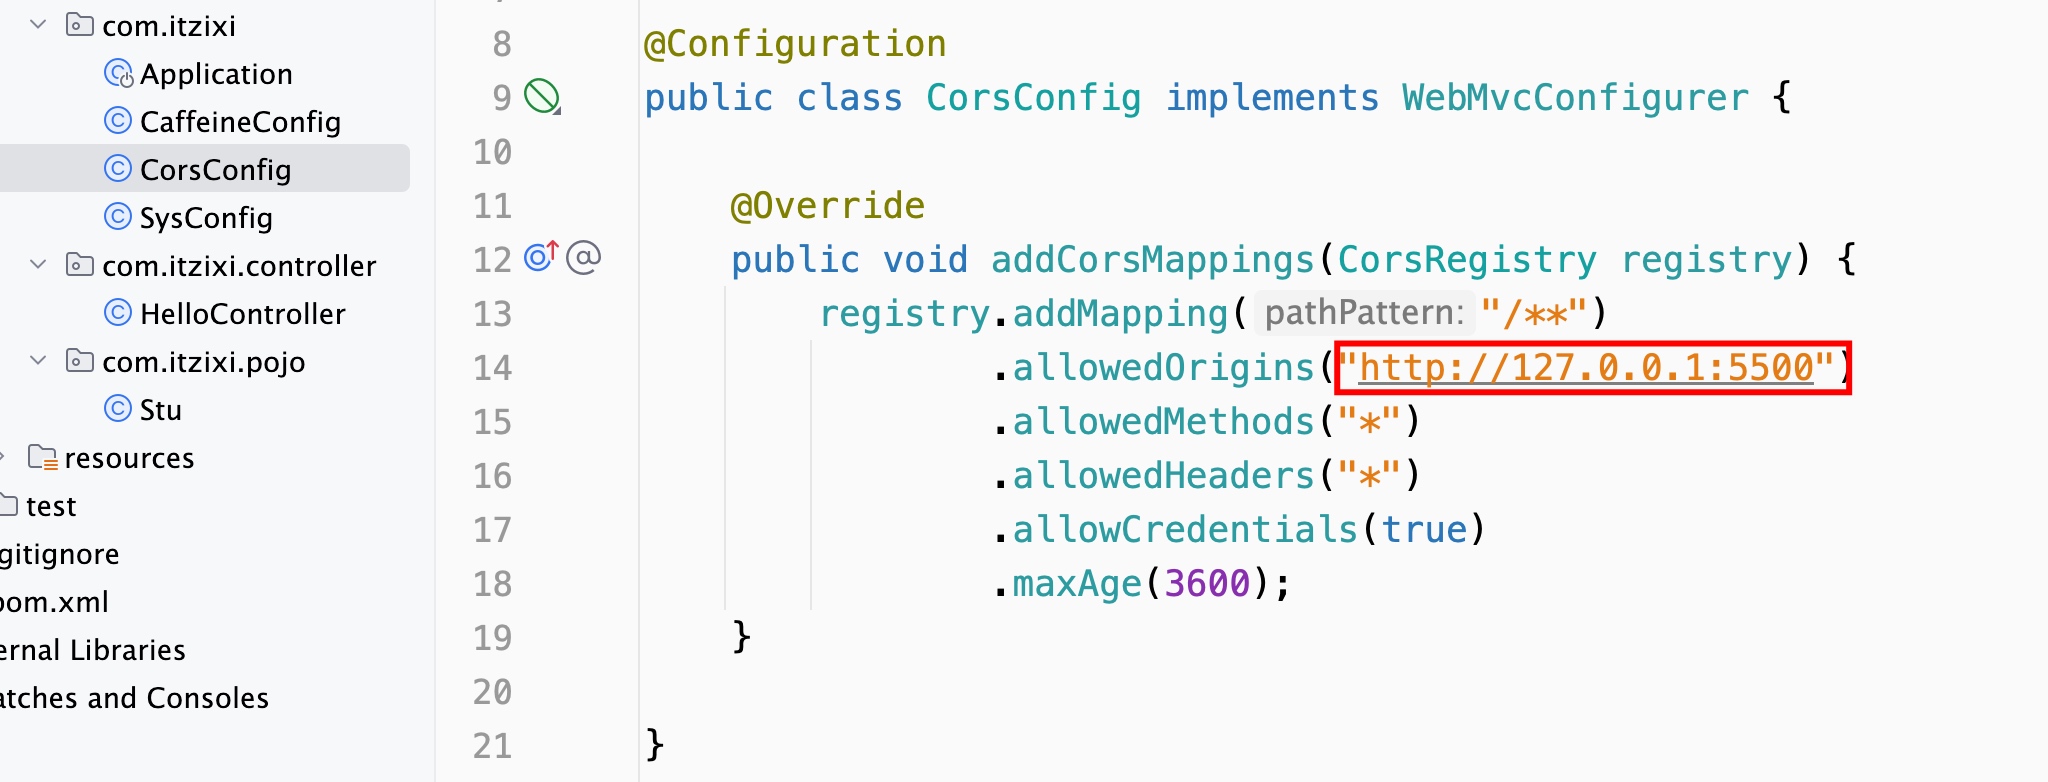 com.itzixi
Application
CaffeineConfig
CorsConfig
SysConfig
com.itzixi.controller
HelloController
com.itzixi.pojo
Stu
resources
test
gitignore
pom.xml
ernal Libraries
atches and Consoles
8 @Configuration
9 public class CorsConfig implements WebMvcConfigurer {
10
11 @Override
12 public void addCorsMappings(CorsRegistry registry) {
13 registry.addMapping( pathPattern: "/**")
14 .allowedOrigins("http://127.0.0.1:5500")
15 .allowedMethods("*")
16 .allowedHeaders("*")
17 .allowCredentials(true)
18 .maxAge(3600);
19 }
20
21 }